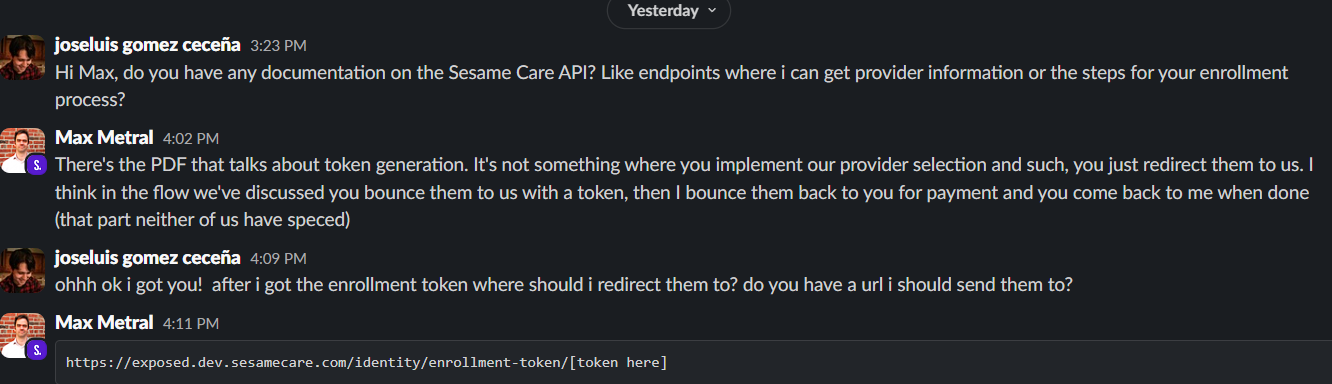 Yesterday
joseluis gomez ceceña 3:23 PM
Hi Max, do you have any documentation on the Sesame Care API? Like endpoints where i can get provider information or the steps for your enrollment
process?
Max Metral 4:02 PM
There's the PDF that talks about token generation. It's not something where you implement our provider selection and such, you just redirect them to us. I
think in the flow we've discussed you bounce them to us with a token, then I bounce them back to you for payment and you come back to me when done
(that part neither of us have speced)
joseluis gomez ceceña 4:09 PM
ohhh ok i got you!  after i got the enrollment token where should i redirect them to? do you have a url i should send them to?
Max Metral 4:11 PM
https://exposed.dev.sesamecare.com/identity/enrollment-token/[token here]